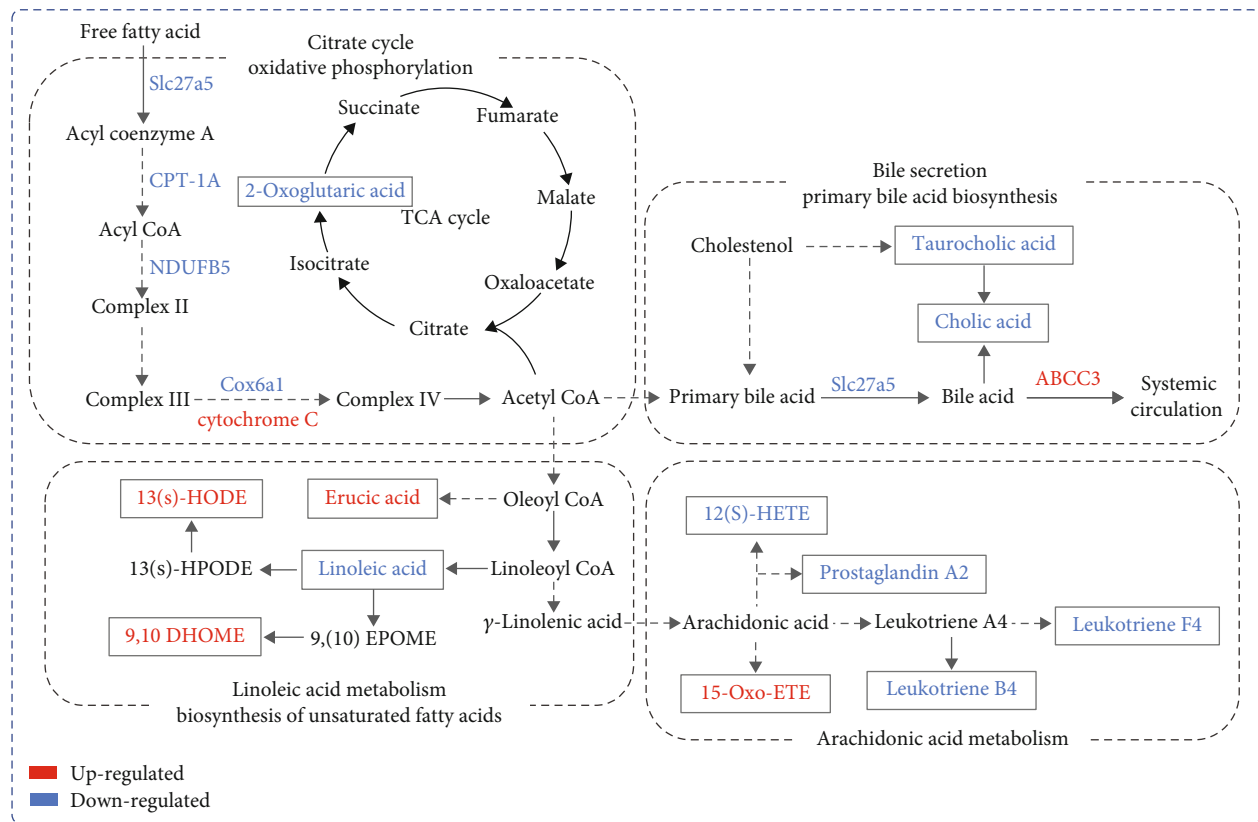 Free fatty acid
Slc27a5
Acyl coenzyme A
CPT-1A
Acyl CoA
NDUFB5
Complex II
Complex III
Cox6a1
cytochrome C
Complex IV
Acetyl CoA
Citrate cycle
oxidative phosphorylation
Succinate
Fumarate
2-Oxoglutaric acid
Malate
TCA cycle
Isocitrate
Oxaloacetate
Citrate
Bile secretion
primary bile acid biosynthesis
Cholestenol
Taurocholic acid
Cholic acid
Primary bile acid
Slc27a5
Bile acid
ABCC3
Systemic
circulation
13(s)-HODE
Erucic acid
Oleoyl CoA
13(s)-HPODE
Linoleic acid
Linoleoyl CoA
γ-Linolenic acid
9,10 DHOME
9,(10) EPOME
Linoleic acid metabolism
biosynthesis of unsaturated fatty acids
12(S)-HETE
Prostaglandin A2
Arachidonic acid
Leukotriene A4
Leukotriene F4
15-Oxo-ETE
Leukotriene B4
Arachidonic acid metabolism
Up-regulated
Down-regulated